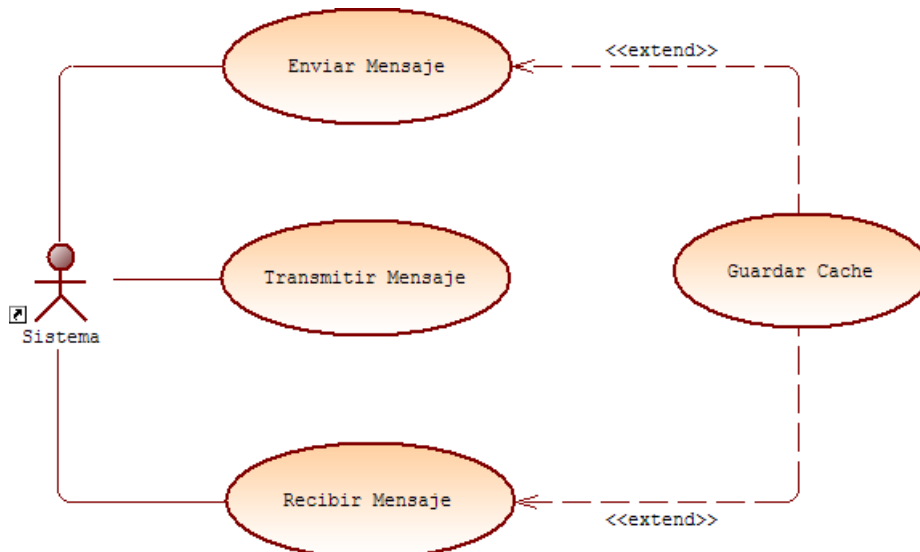 <<extend>>
Enviar Mensaje
Transmitir Mensaje
Guardar Cache
Sistema
Recibir Mensaje
<<extend>>